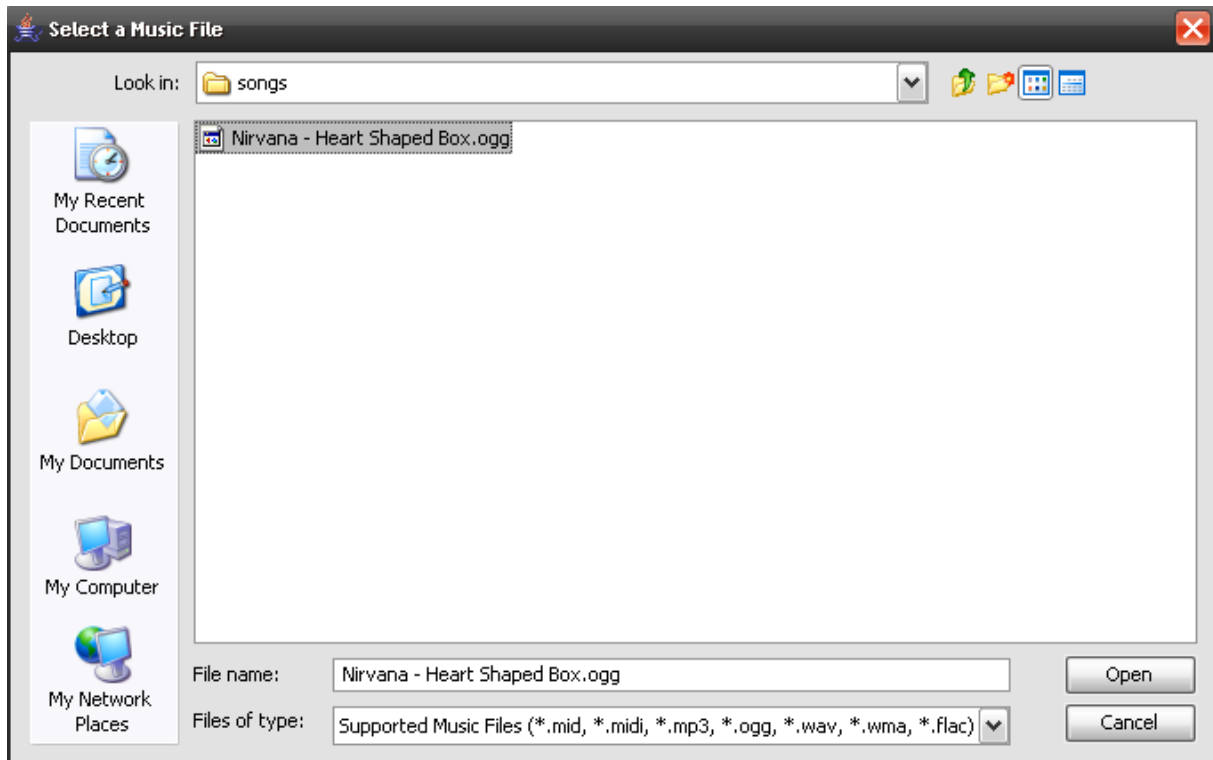 Select a Music File
Look in:
songs
Nirvana - Heart Shaped Box.ogg
My Recent
Documents
Desktop
My Documents
My Computer
My Network
Places
File name:
Nirvana - Heart Shaped Box.ogg
Open
Files of type:
Supported Music Files (*.mid, *.midi, *.mp3, *.ogg, *.wav, *.wma, *.flac)
Cancel